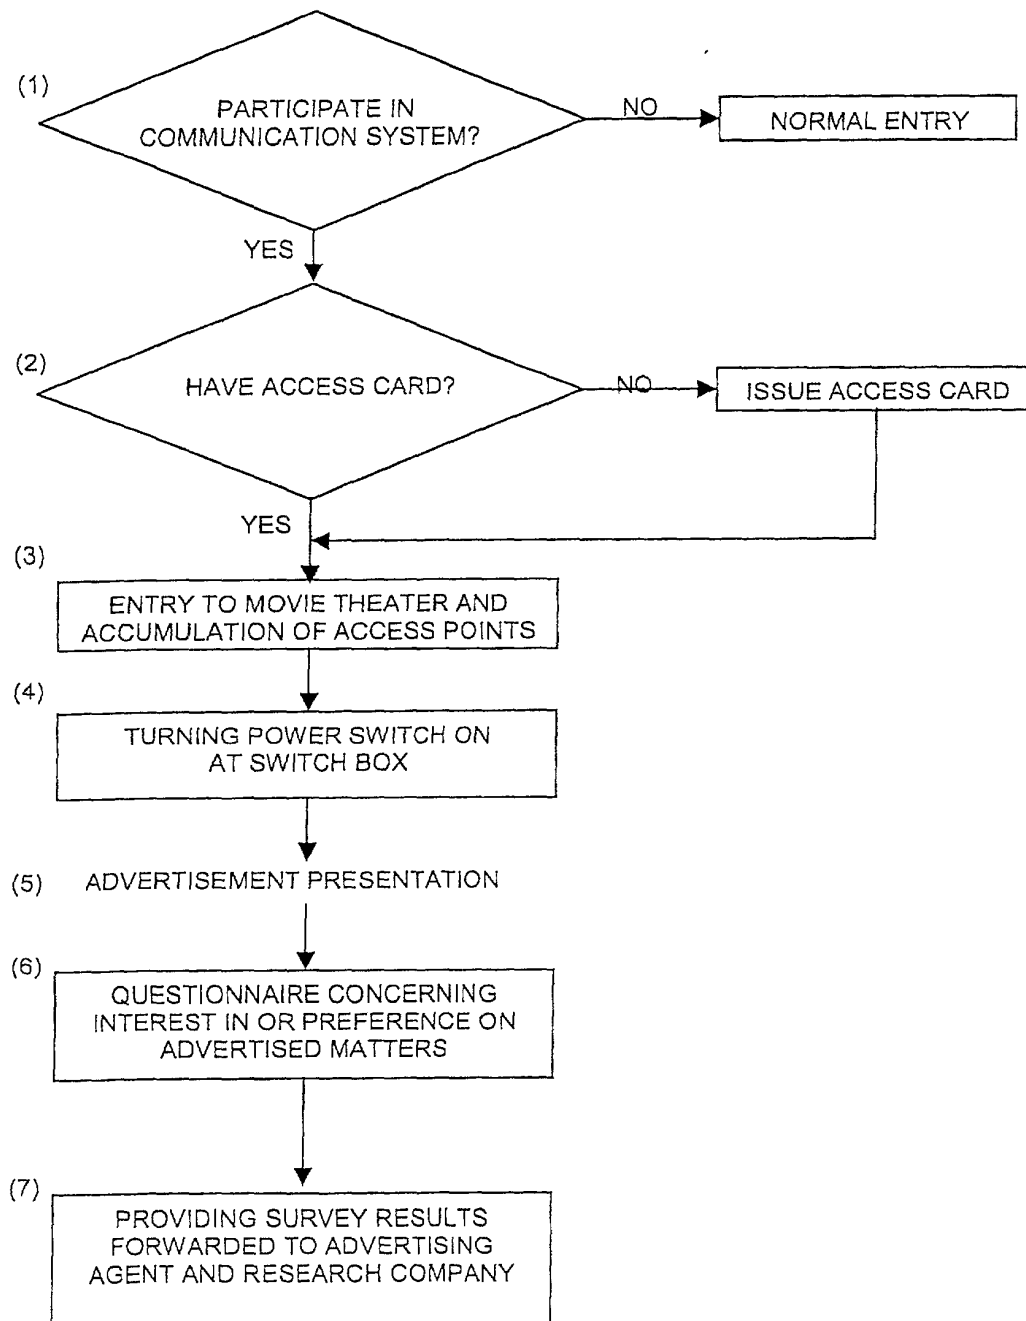 (1)
PARTICIPATE IN
COMMUNICATION SYSTEM?
NO
NORMAL ENTRY
YES
(2)
HAVE ACCESS CARD?
NO
ISSUE ACCESS CARD
YES
(3)
ENTRY TO MOVIE THEATER AND
ACCUMULATION OF ACCESS POINTS
(4)
TURNING POWER SWITCH ON
AT SWITCH BOX
(5) ADVERTISEMENT PRESENTATION
(6)
QUESTIONNAIRE CONCERNING
INTEREST IN OR PREFERENCE ON
ADVERTISED MATTERS
(7)
PROVIDING SURVEY RESULTS
FORWARDED TO ADVERTISING
AGENT AND RESEARCH COMPANY